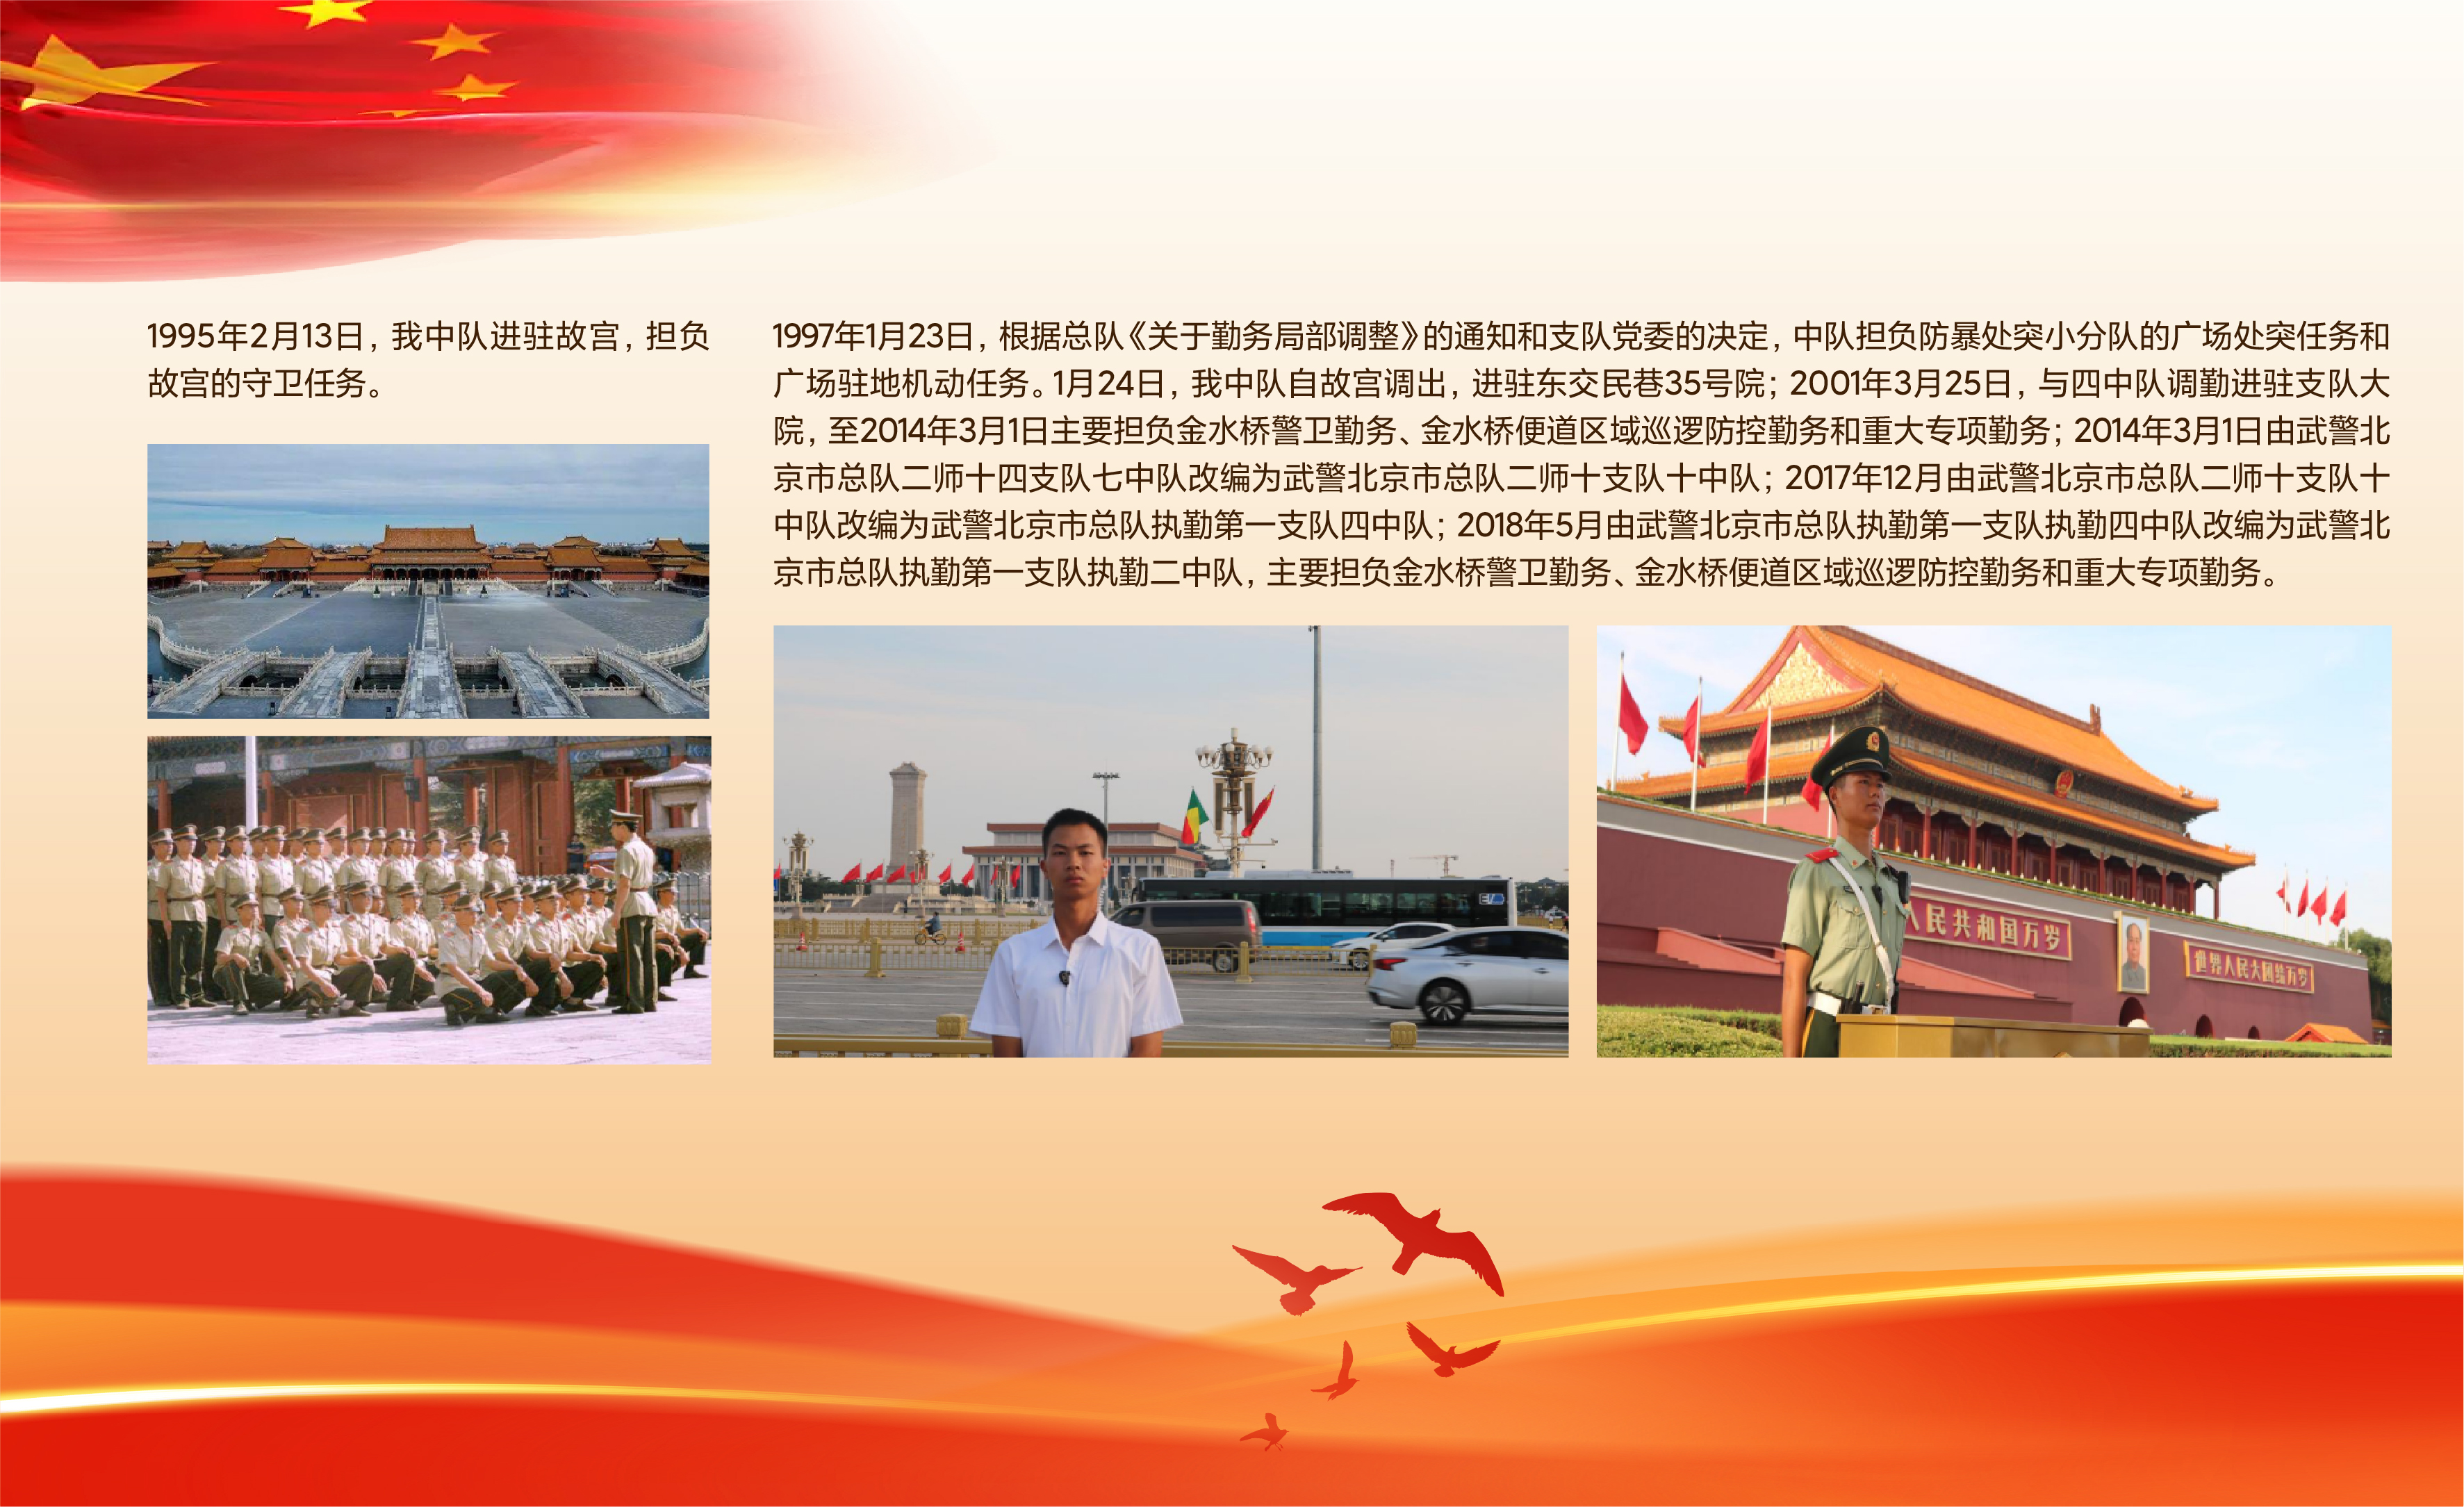 1995年2月13日，我中队进驻故宫，担负
故宫的守卫任务。
1997年1月23日，根据总队《关于勤务局部调整》的通知和支队党委的决定，中队担负防暴处突小分队的广场处突任务和
广场驻地机动任务。1月24日，我中队自故宫调出，进驻东交民巷35号院；2001年3月25日，与四中队调勤进驻支队大
院，至2014年3月1日主要担负金水桥警卫勤务、金水桥便道区域巡逻防控勤务和重大专项勤务；2014年3月1日由武警北
京市总队二师十四支队七中队改编为武警北京市总队二师十支队十中队；2017年12月由武警北京市总队二师十支队十
中队改编为武警北京市总队执勤第一支队四中队；2018年5月由武警北京市总队执勤第一支队执勤四中队改编为武警北
京市总队执勤第一支队执勤二中队，主要担负金水桥警卫勤务、金水桥便道区域巡逻防控勤务和重大专项勤务。
人民共和国万岁
世界人民大团结万岁